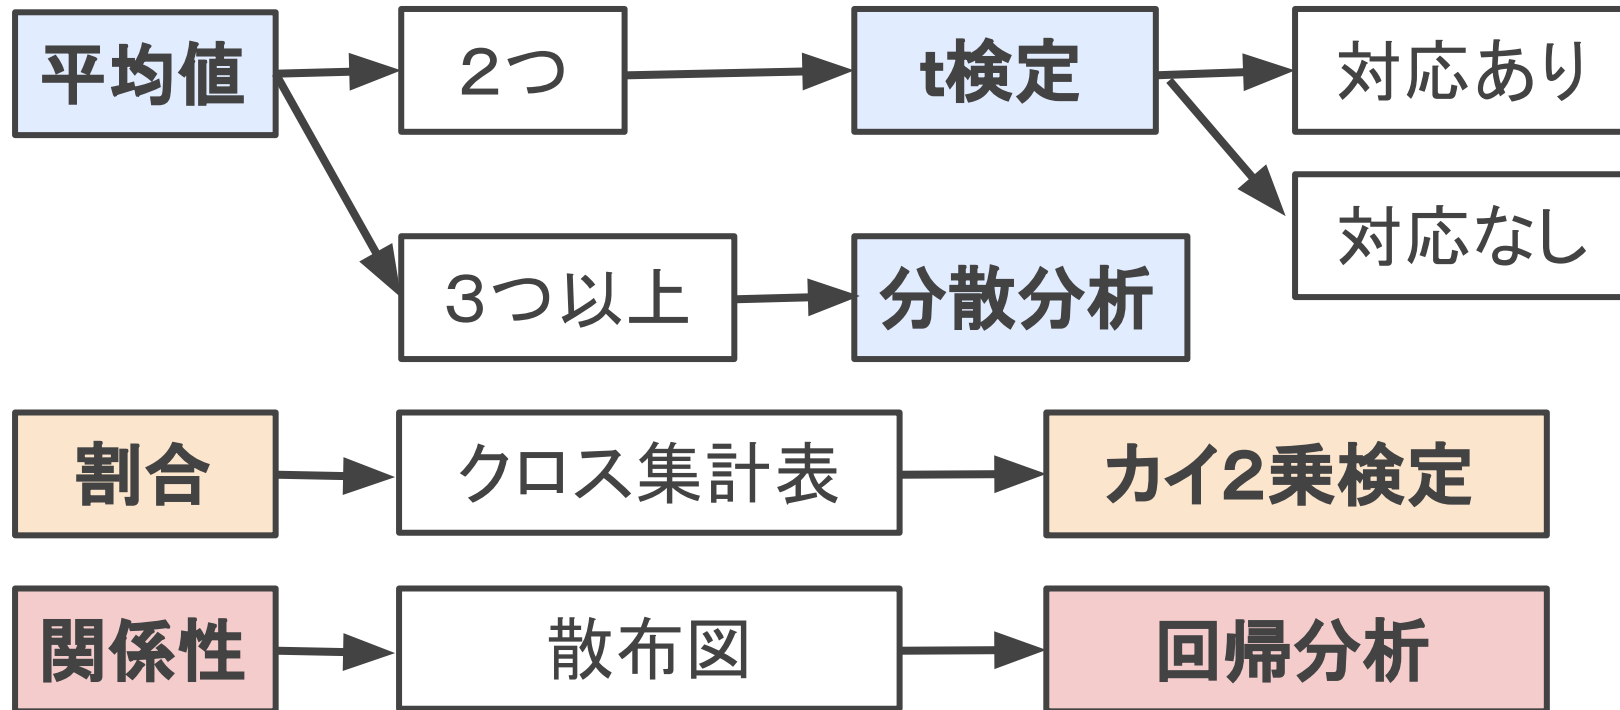 平均値
２つ
t検定
対応あり
対応なし
３つ以上
分散分析
割合
クロス集計表
カイ２乗検定
関係性
散布図
回帰分析